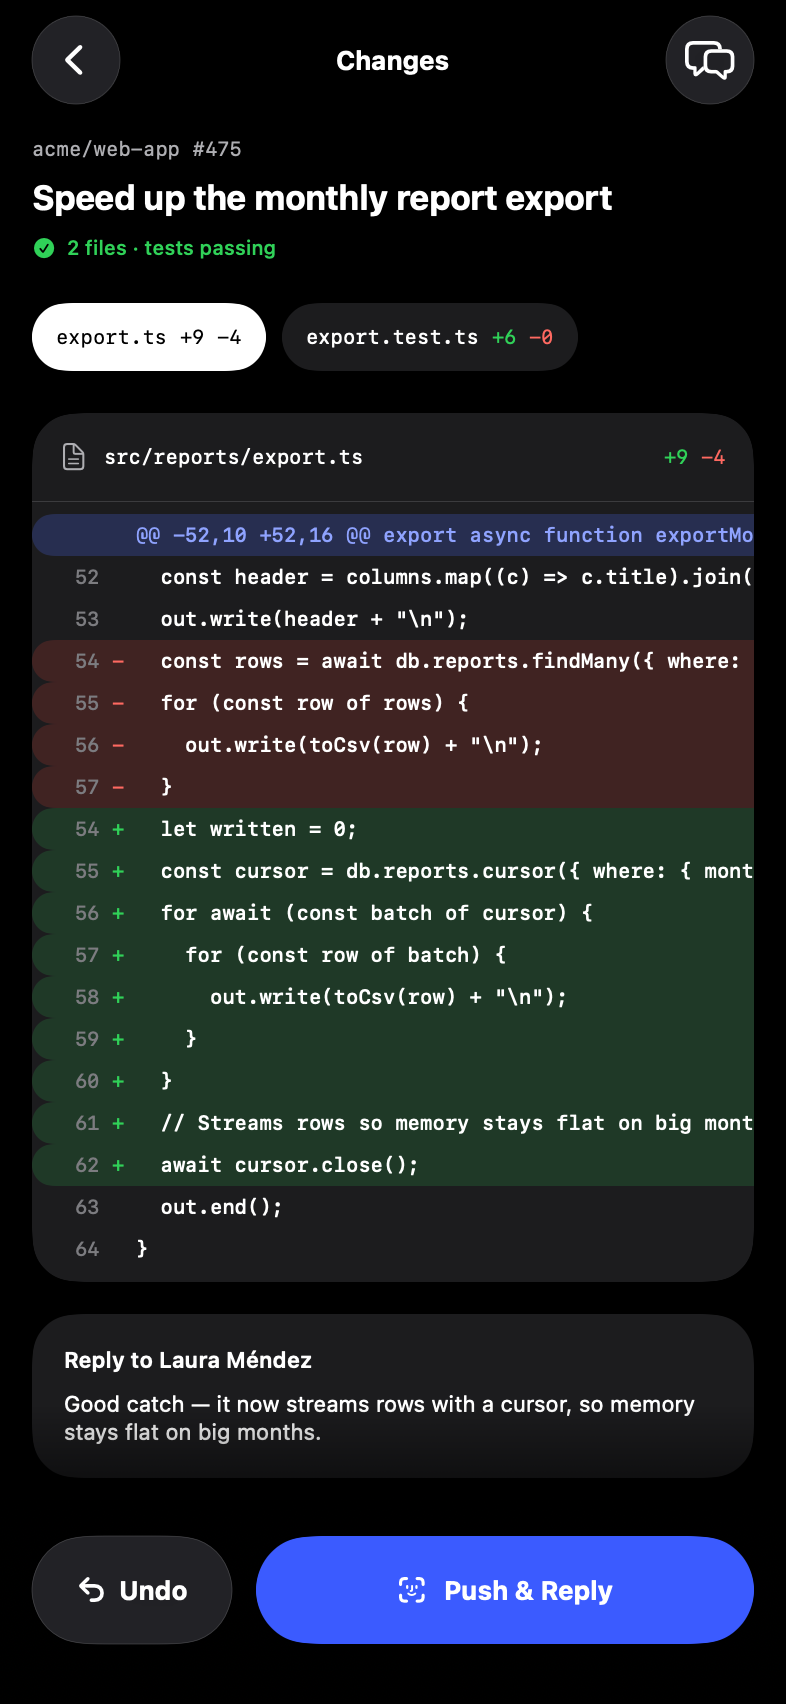 Changes
acme/web-app #475
Speed up the monthly report export
2 files · tests passing
export.ts +9 −4
export.test.ts +6 −0
src/reports/export.ts +9 −4
@@ −52,10 +52,16 @@ export async function exportMo
52 const header = columns.map((c) => c.title).join(
53 out.write(header + "\n");
54 − const rows = await db.reports.findMany({ where:
55 − for (const row of rows) {
56 − out.write(toCsv(row) + "\n");
57 − }
54 + let written = 0;
55 + const cursor = db.reports.cursor({ where: { mont
56 + for await (const batch of cursor) {
57 + for (const row of batch) {
58 + out.write(toCsv(row) + "\n");
59 + }
60 + }
61 + // Streams rows so memory stays flat on big mont
62 + await cursor.close();
63 out.end();
64 }
Reply to Laura Méndez
Good catch — it now streams rows with a cursor, so memory
stays flat on big months.
Undo
Push & Reply